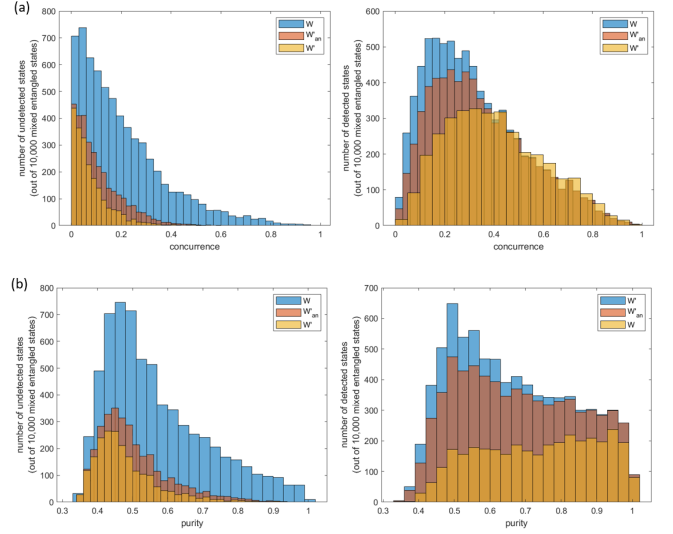 (a)
800
700
600
500
400
300
200
100
0
number of undetected states
(out of 10,000 mixed entangled states)
0
0.2
0.4
0.6
0.8
1
concurrence
W
W'an
W'
600
500
400
300
200
100
0
number of detected states
(out of 10,000 mixed entangled states)
0
0.2
0.4
0.6
0.8
1
concurrence
W'
W'an
W
(b)
800
700
600
500
400
300
200
100
0
number of undetected states
(out of 10,000 mixed entangled states)
0.3
0.4
0.5
0.6
0.7
0.8
0.9
1
purity
W
W'an
W'
700
600
500
400
300
200
100
0
number of detected states
(out of 10,000 mixed entangled states)
0.3
0.4
0.5
0.6
0.7
0.8
0.9
1
purity
W'
W'an
W